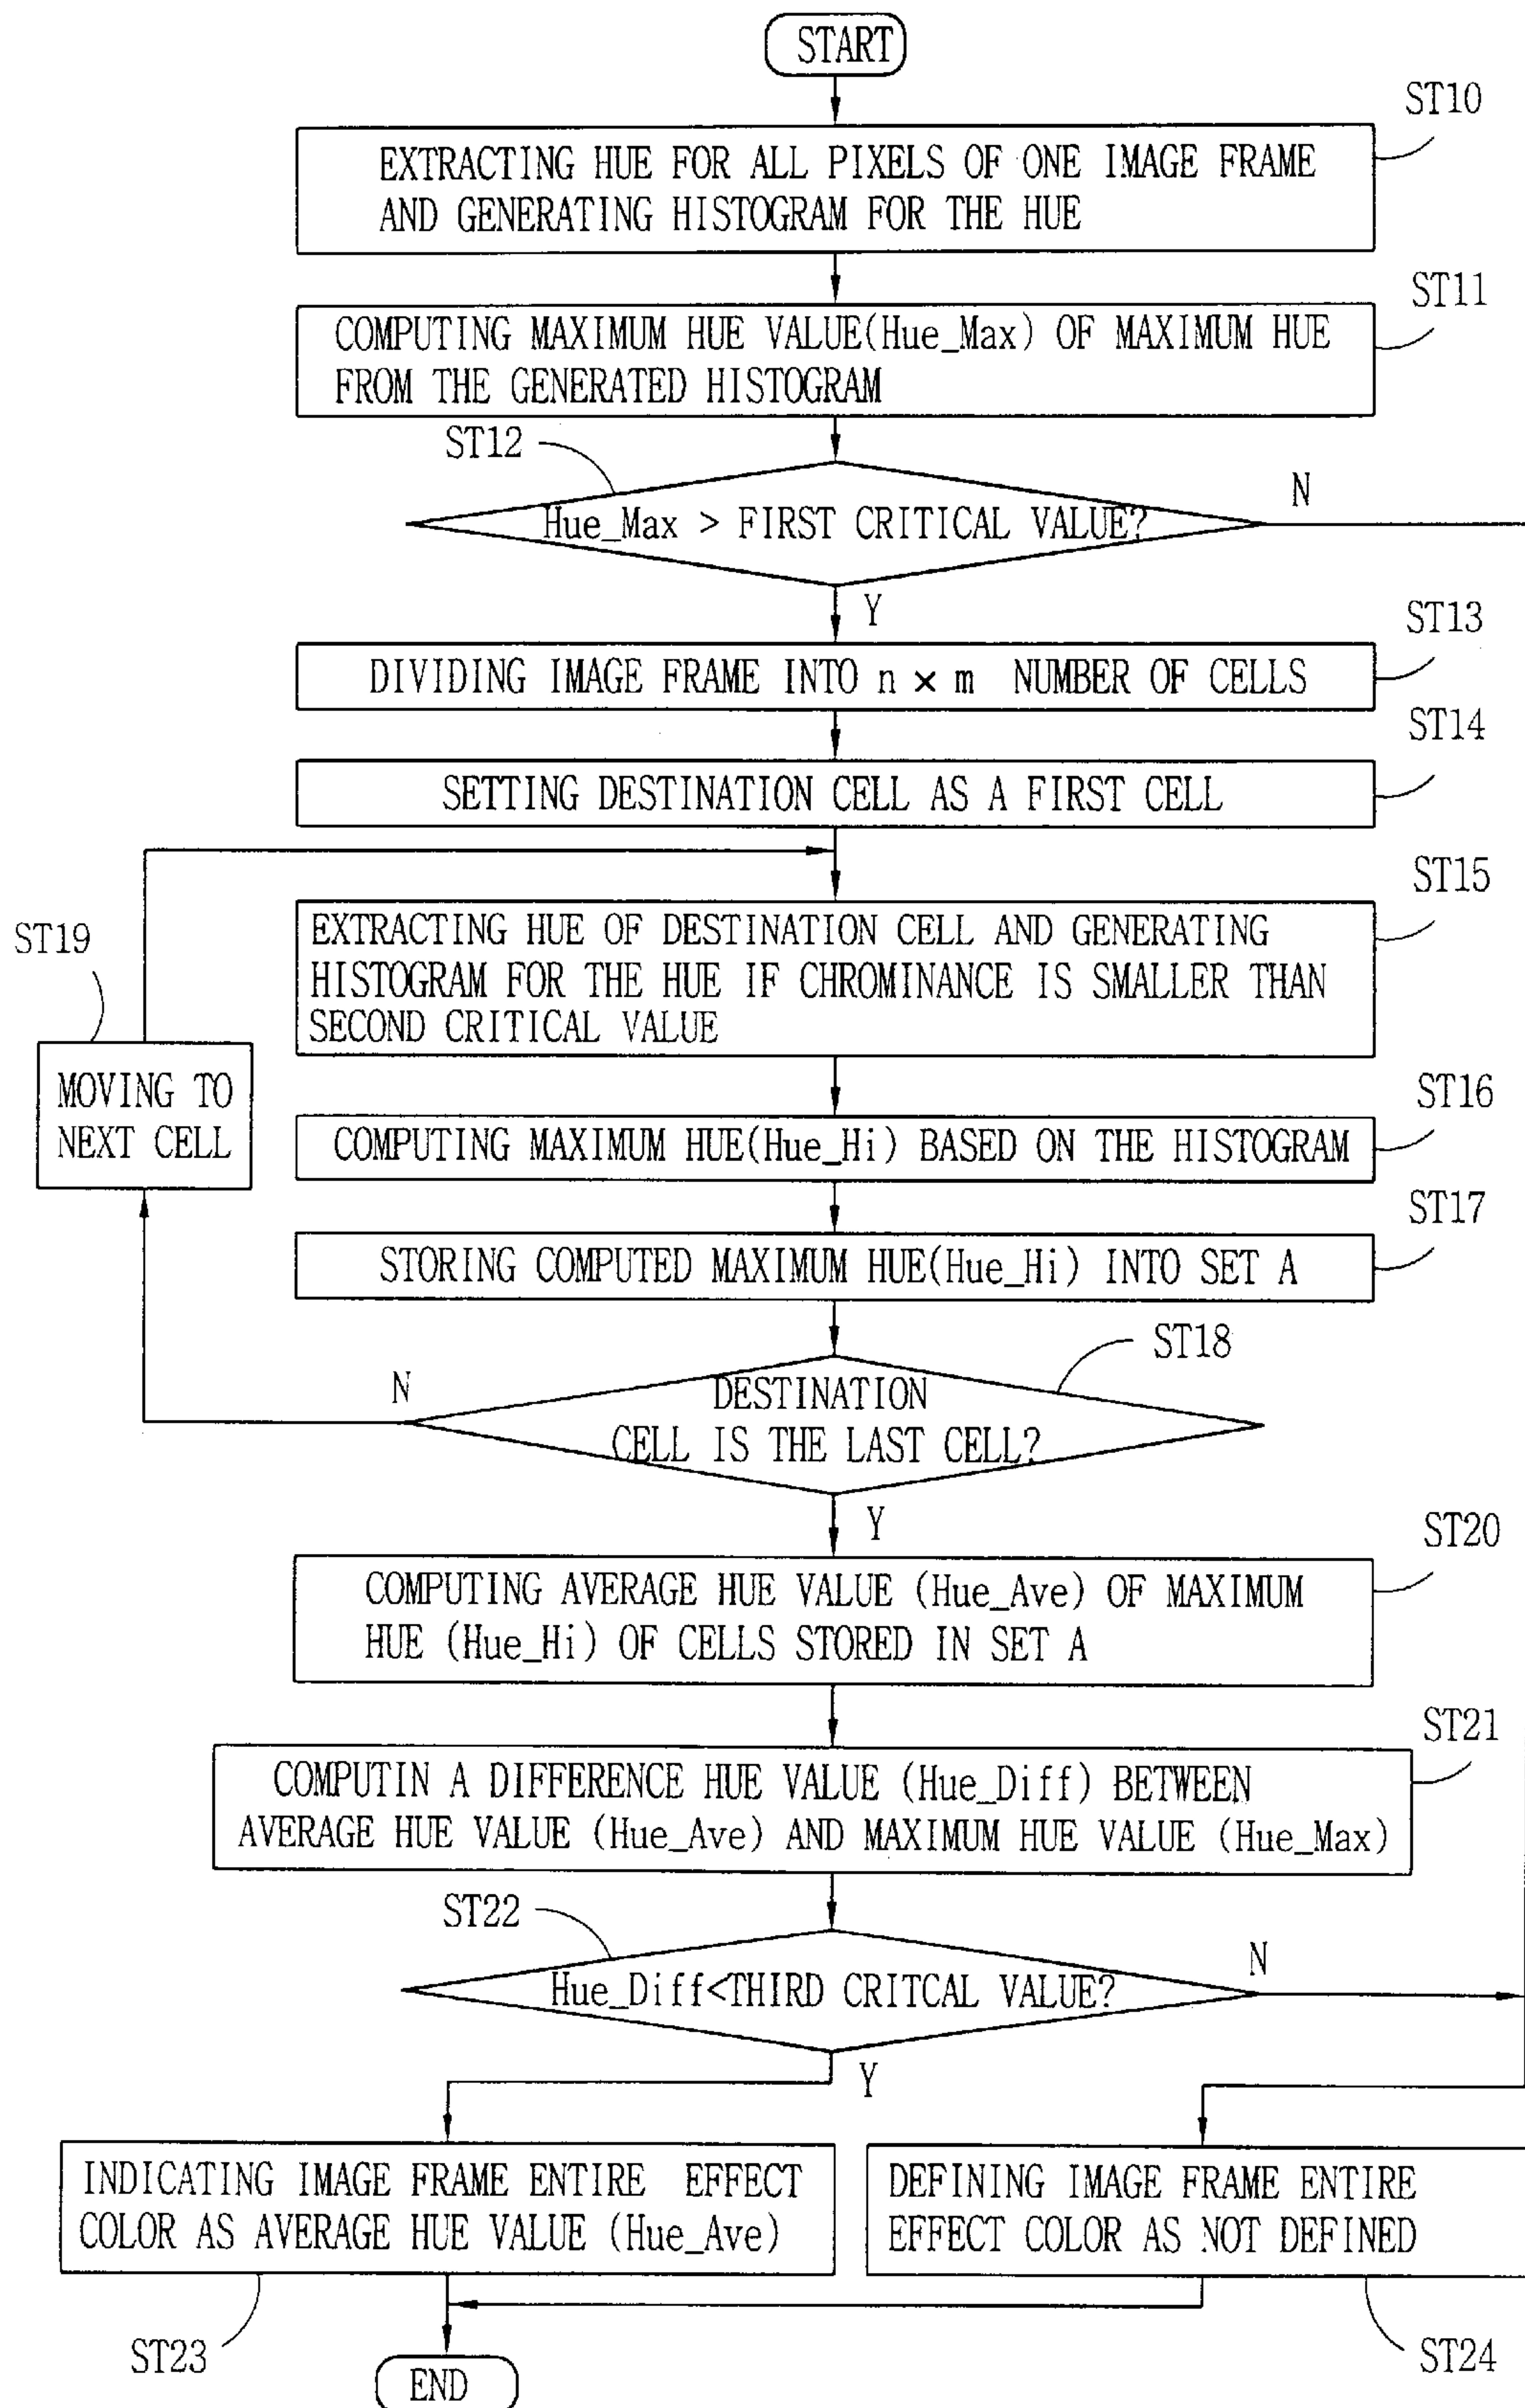 START
ST10
EXTRACTING HUE FOR ALL PIXELS OF ONE IMAGE FRAME
AND GENERATING HISTOGRAM FOR THE HUE
ST11
COMPUTING MAXIMUM HUE VALUE(Hue_Max) OF MAXIMUM HUE
FROM THE GENERATED HISTOGRAM
ST12
N
Hue_Max > FIRST CRITICAL VALUE?
Y
ST13
DIVIDING IMAGE FRAME INTO n × m NUMBER OF CELLS
ST14
SETTING DESTINATION CELL AS A FIRST CELL
ST15
EXTRACTING HUE OF DESTINATION CELL AND GENERATING
HISTOGRAM FOR THE HUE IF CHROMINANCE IS SMALLER THAN
SECOND CRITICAL VALUE
ST19
MOVING TO
NEXT CELL
ST16
COMPUTING MAXIMUM HUE(Hue_Hi) BASED ON THE HISTOGRAM
ST17
STORING COMPUTED MAXIMUM HUE(Hue_Hi) INTO SET A
ST18
N
DESTINATION
CELL IS THE LAST CELL?
Y
ST20
COMPUTING AVERAGE HUE VALUE (Hue_Ave) OF MAXIMUM
HUE (Hue_Hi) OF CELLS STORED IN SET A
ST21
COMPUTIN A DIFFERENCE HUE VALUE (Hue_Diff) BETWEEN
AVERAGE HUE VALUE (Hue_Ave) AND MAXIMUM HUE VALUE (Hue_Max)
ST22
N
Hue_Diff<THIRD CRITCAL VALUE?
Y
INDICATING IMAGE FRAME ENTIRE EFFECT
COLOR AS AVERAGE HUE VALUE (Hue_Ave)
DEFINING IMAGE FRAME ENTIRE
EFFECT COLOR AS NOT DEFINED
ST23
ST24
END